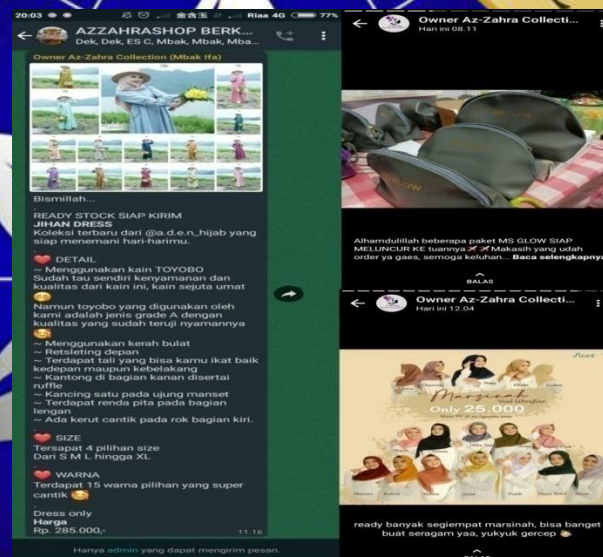 20:03
Riaa 4G
77%
AZZAHRASHOP BERK...
Dek, Dek, ES C, Mbak, Mbak, Mba...
Owner Az-Zahra Collection (Mbak Ifa)
Bismillah...
.
READY STOCK SIAP KIRIM
JIHAN DRESS
Koleksi terbaru dari @a.d.e.n_hijab yang
siap menemani hari-harimu.
.
❤️ DETAIL
~ Menggunakan kain TOYOBO
Sudah tau sendiri kenyamanan dan
kualitas dari kain ini, kain sejuta umat
🥰
Namun toyobo yang digunakan oleh
kami adalah jenis grade A dengan
kualitas yang sudah teruji nyamannya
🥰
~ Menggunakan kerah bulat
~ Retsleting depan
~ Terdapat tali yang bisa kamu ikat baik
kedepan maupun kebelakang
~ Kantong di bagian kanan disertai
ruffle
~ Kancing satu pada ujung manset
~ Terdapat renda pita pada bagian
lengan
~ Ada kerut cantik pada rok bagian kiri.
.
❤️ SIZE
Tersapat 4 pilihan size
Dari S M L hingga XL
.
❤️ WARNA
Terdapat 15 warna pilihan yang super
cantik 🥰
.
Dress only
Harga
Rp. 285.000,-
11.16
Hanya admin yang dapat mengirim pesan.
Owner Az-Zahra Collecti...
Hari ini 08.11
MS GLOW
Alhamdulillah beberapa paket MS GLOW SIAP
MELUNCUR KE tuannya Makasih yang udah
order ya gaes, semoga keluhan... Baca selengkapnya
BALAS
Owner Az-Zahra Collecti...
Hari ini 12.04
Marsinah
Voal Ultrafine
Only 25.000
Maroon
Putih
ready banyak segiempat marsinah, bisa banget
buat seragam yaa, yukyuk gercep
BALAS